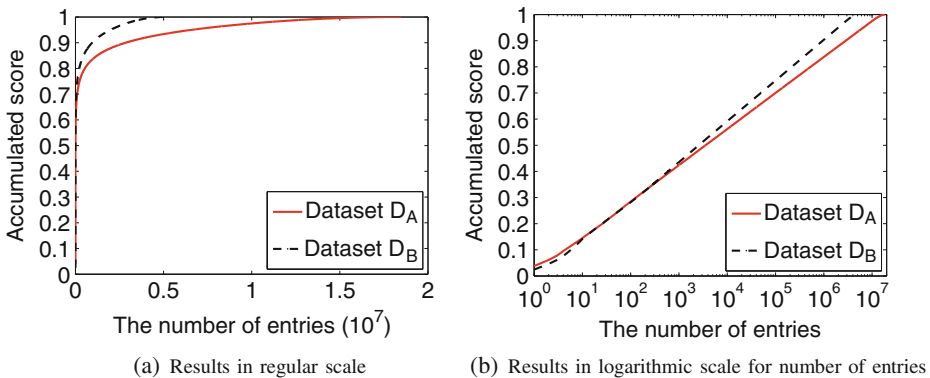 1
0.9
0.8
0.7
0.6
0.5
0.4
0.3
0.2
0.1
0
Accumulated score
Dataset D_A
Dataset D_B
0 0.5 1 1.5 2
The number of entries (10^7)
(a) Results in regular scale
1
0.9
0.8
0.7
0.6
0.5
0.4
0.3
0.2
0.1
0
Accumulated score
Dataset D_A
Dataset D_B
10^0 10^1 10^2 10^3 10^4 10^5 10^6 10^7
The number of entries
(b) Results in logarithmic scale for number of entries